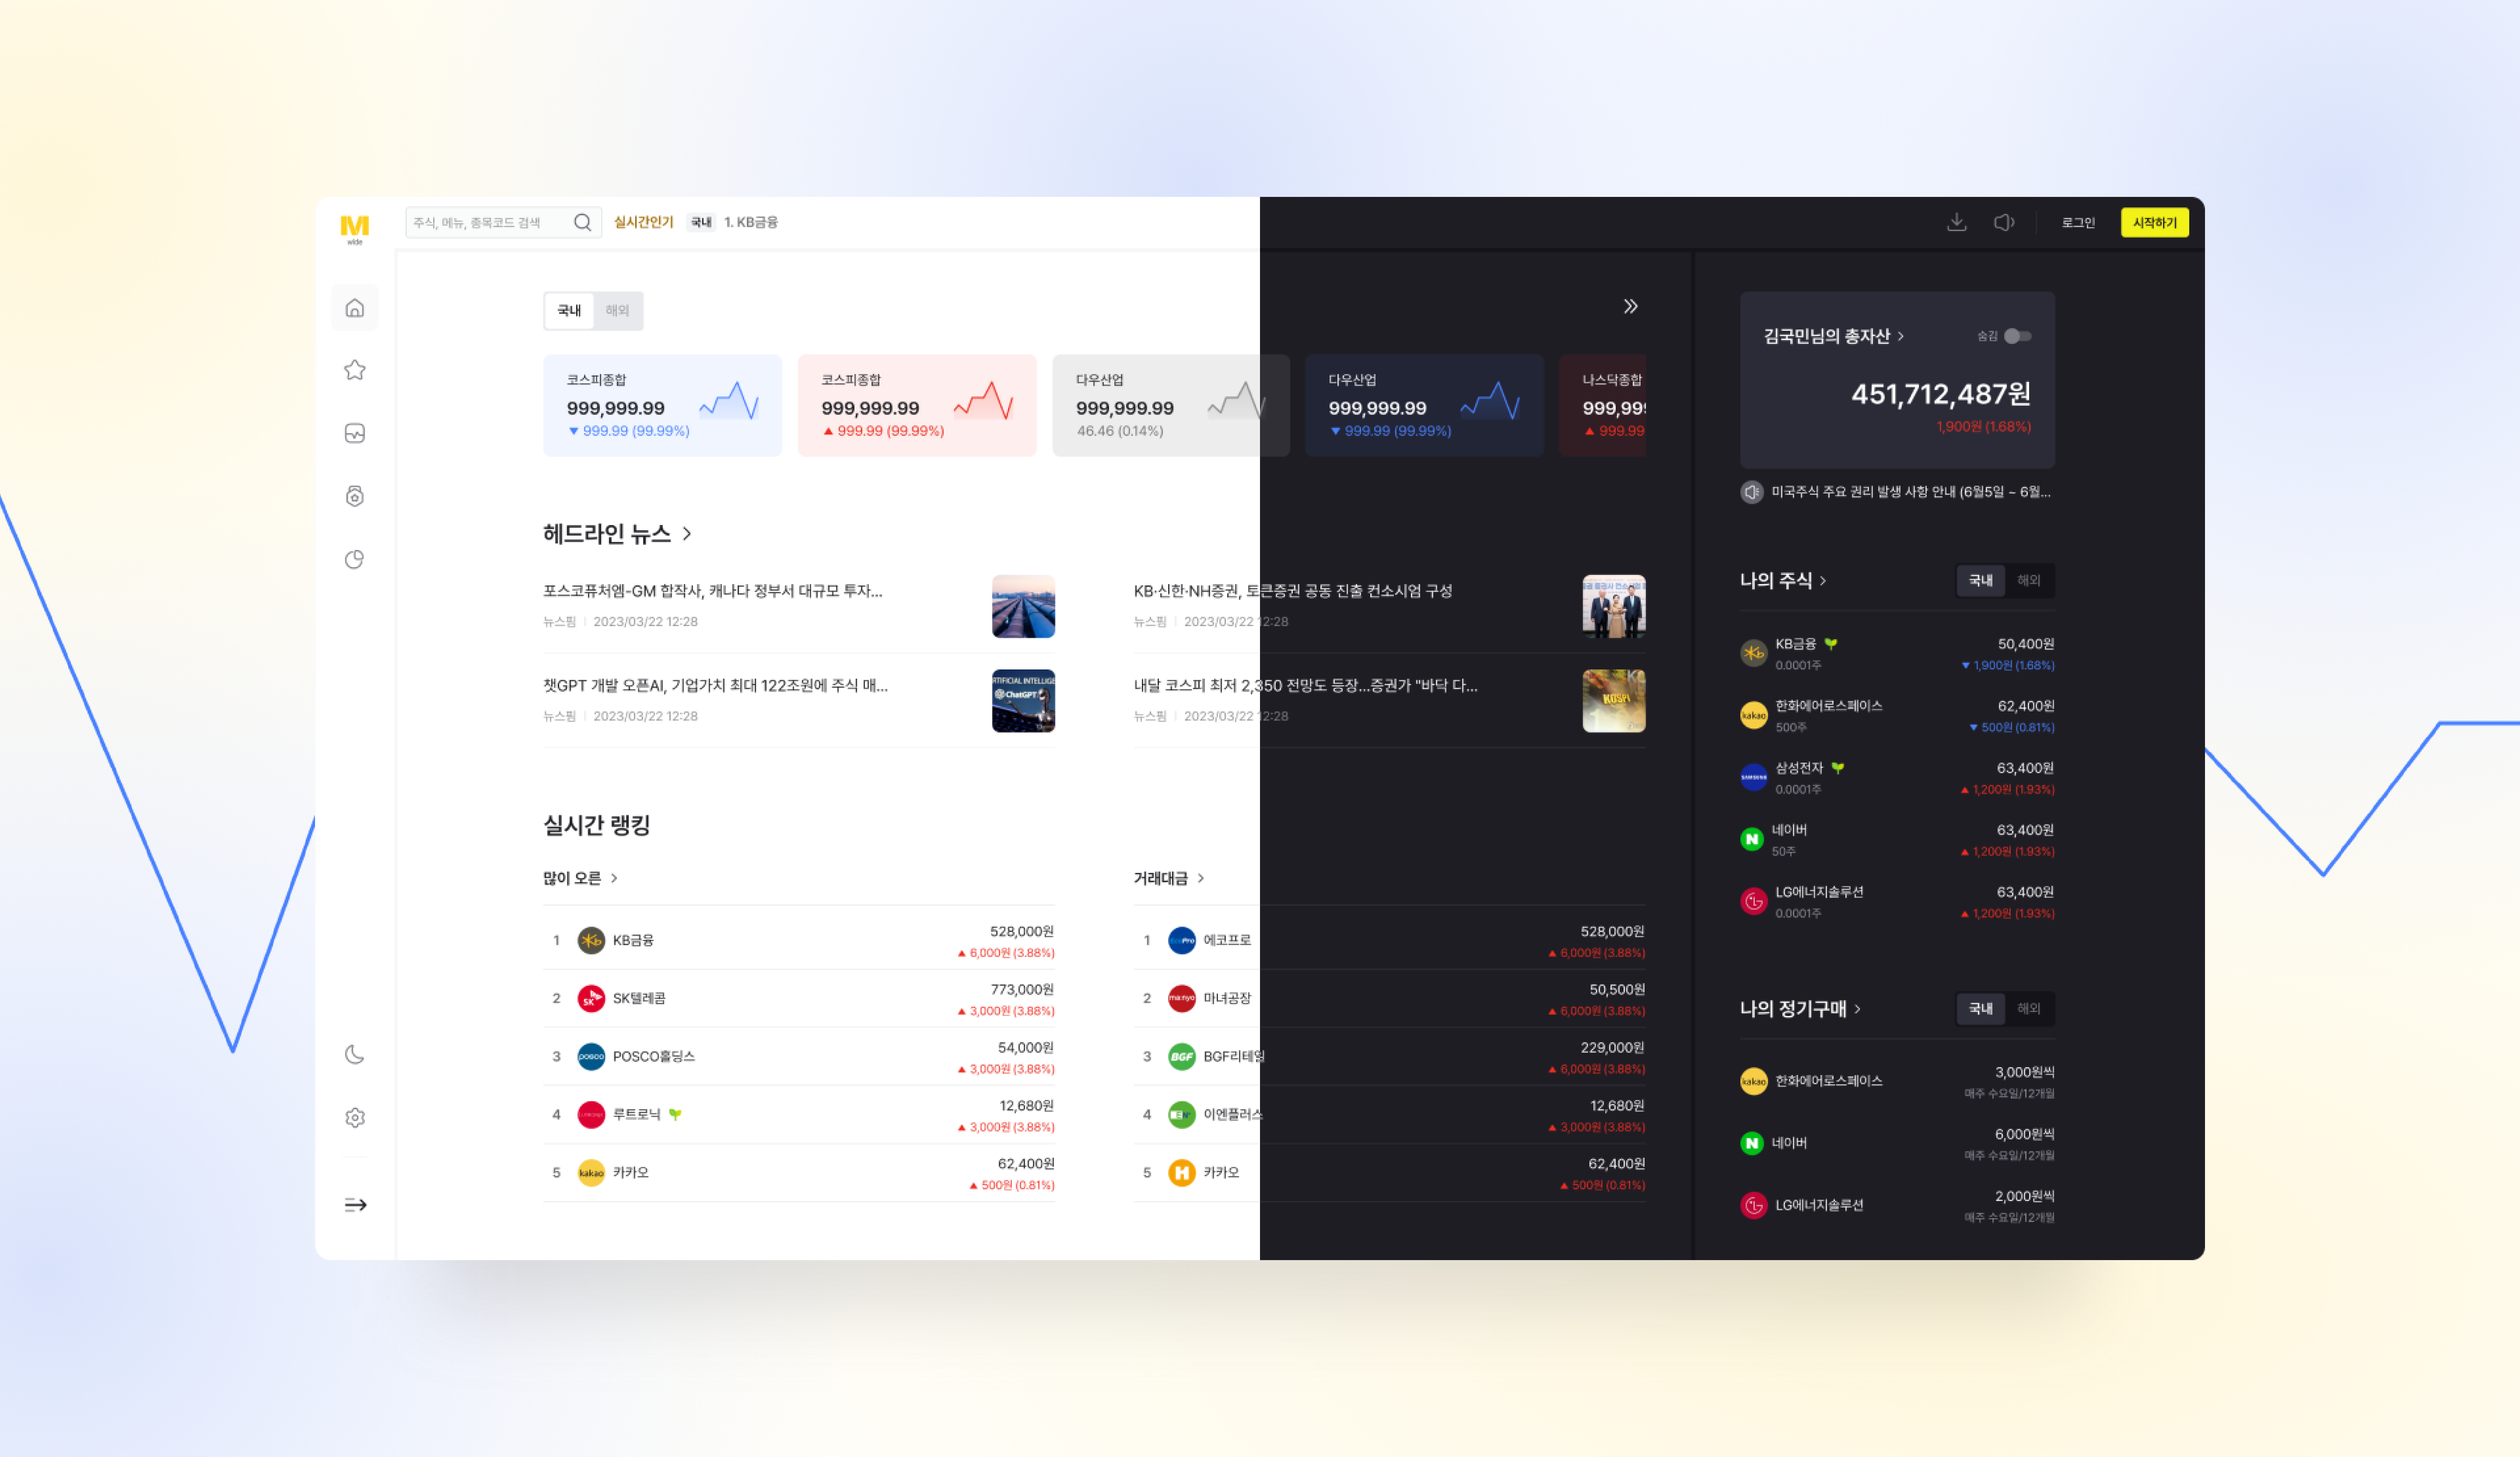 M
wide
주식, 메뉴, 종목코드 검색
실시간인기 국내 1. KB금융
로그인
시작하기
국내 해외
코스피종합
999,999.99
▼ 999.99 (99.99%)
코스피종합
999,999.99
▲ 999.99 (99.99%)
다우산업
999,999.99
46.46 (0.14%)
다우산업
999,999.99
▼ 999.99 (99.99%)
나스닥종합
999,999
▲ 999.99
헤드라인 뉴스
포스코퓨처엠-GM 합작사, 캐나다 정부서 대규모 투자...
뉴스핌 2023/03/22 12:28
KB·신한·NH증권, 토큰증권 공동 진출 컨소시엄 구성
뉴스핌 2023/03/22 12:28
챗GPT 개발 오픈AI, 기업가치 최대 122조원에 주식 매...
뉴스핌 2023/03/22 12:28
ChatGPT
내달 코스피 최저 2,350 전망도 등장...증권가 "바닥 다...
뉴스핌 2023/03/22 12:28
KOSPI
실시간 랭킹
많이 오른
1 KB금융 528,000원
▲ 6,000원 (3.88%)
2 SK SK텔레콤 773,000원
▲ 3,000원 (3.88%)
3 posco POSCO홀딩스 54,000원
▲ 3,000원 (3.88%)
4 루트로닉 12,680원
▲ 3,000원 (3.88%)
5 kakao 카카오 62,400원
▲ 500원 (0.81%)
거래대금
1 에코프로 528,000원
▲ 6,000원 (3.88%)
2 ma:nyo 마녀공장 50,500원
▲ 6,000원 (3.88%)
3 BGF BGF리테일 229,000원
▲ 6,000원 (3.88%)
4 이엔플러스 12,680원
▲ 3,000원 (3.88%)
5 H 카카오 62,400원
▲ 500원 (0.81%)
김국민님의 총자산
숨김
451,712,487원
1,900원 (1.68%)
미국주식 주요 권리 발생 사항 안내 (6월5일 ~ 6월...
나의 주식
국내 해외
KB금융 50,400원
0.0001주 ▼ 1,900원 (1.68%)
kakao 한화에어로스페이스 62,400원
500주 ▼ 500원 (0.81%)
SAMSUNG 삼성전자 63,400원
0.0001주 ▲ 1,200원 (1.93%)
N 네이버 63,400원
50주 ▲ 1,200원 (1.93%)
LG에너지솔루션 63,400원
0.0001주 ▲ 1,200원 (1.93%)
나의 정기구매
국내 해외
kakao 한화에어로스페이스 3,000원씩
매주 수요일/12개월
N 네이버 6,000원씩
매주 수요일/12개월
LG에너지솔루션 2,000원씩
매주 수요일/12개월